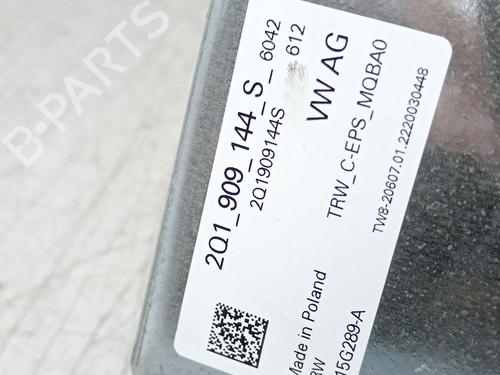 2Q1_909_144_S_ 6042
2Q1909144S 612
VW AG
TRW_C-EPS_MQBA0
TW8-20607.01.2220030448
Made in Poland
15G289-A
B-PARTS